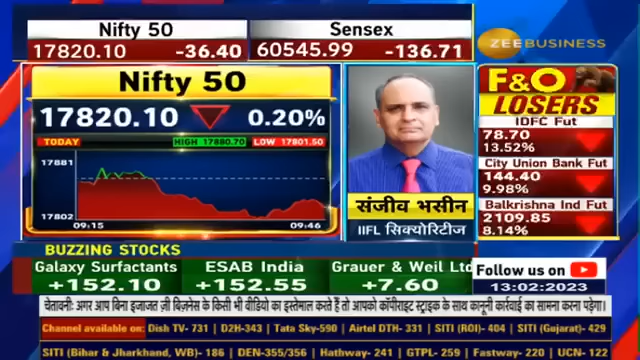 Nifty 50
17820.10 -36.40
Sensex
60545.99 -136.71
ZEE BUSINESS
Nifty 50
17820.10 0.20%
TODAY HIGH 17880.70 LOW 17801.50
17881
17802
09:15 09:46
संजीव भसीन
IIFL सिक्योरिटीज
F&O
LOSERS
IDFC Fut
78.70
13.52%
City Union Bank Fut
144.40
9.98%
Balkrishna Ind Fut
2109.85
8.14%
BUZZING STOCKS
Galaxy Surfactants
+152.10
ESAB India
+152.55
Grauer & Weil Ltd
+7.60
Follow us on
13:02:2023
चेतावनी: अगर आप बिना इजाजत ज़ी बिज़नेस के किसी भी वीडियो का इस्तेमाल करते हैं तो आपको कॉपीराइट स्ट्राइक के साथ कानूनी कार्रवाई का सामना करना पड़ेगा.
Channel available on: Dish TV- 731 | D2H-343 | Tata Sky-590 | Airtel DTH- 331 | SITI (ROI) - 404 | SITI (Gujarat) - 429
SITI (Bihar & Jharkhand, WB) - 186 | DEN-355/356 | Hathway- 241 | GTPL- 259 | Fastway- 220 | UCN- 122